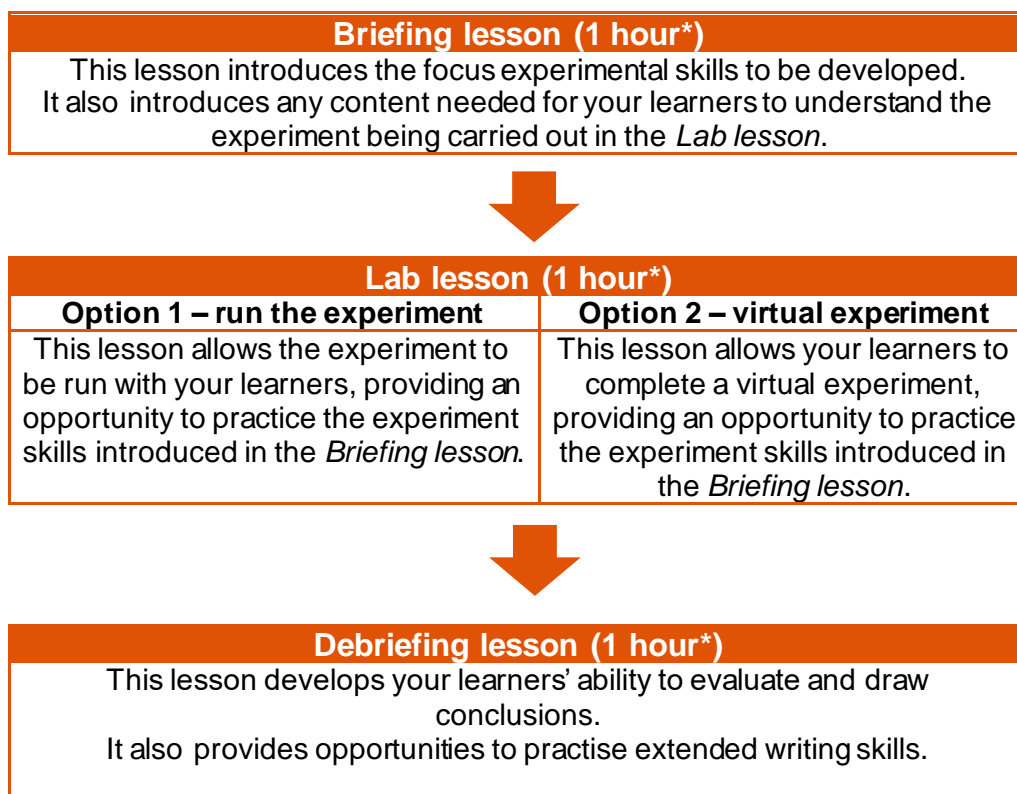 Briefing lesson (1 hour*)
This lesson introduces the focus experimental skills to be developed.
It also introduces any content needed for your learners to understand the
experiment being carried out in the Lab lesson.
Lab lesson (1 hour*)
Option 1 – run the experiment
This lesson allows the experiment to
be run with your learners, providing an
opportunity to practice the experiment
skills introduced in the Briefing lesson.
Option 2 – virtual experiment
This lesson allows your learners to
complete a virtual experiment,
providing an opportunity to practice
the experiment skills introduced in
the Briefing lesson.
Debriefing lesson (1 hour*)
This lesson develops your learners’ ability to evaluate and draw
conclusions.
It also provides opportunities to practise extended writing skills.